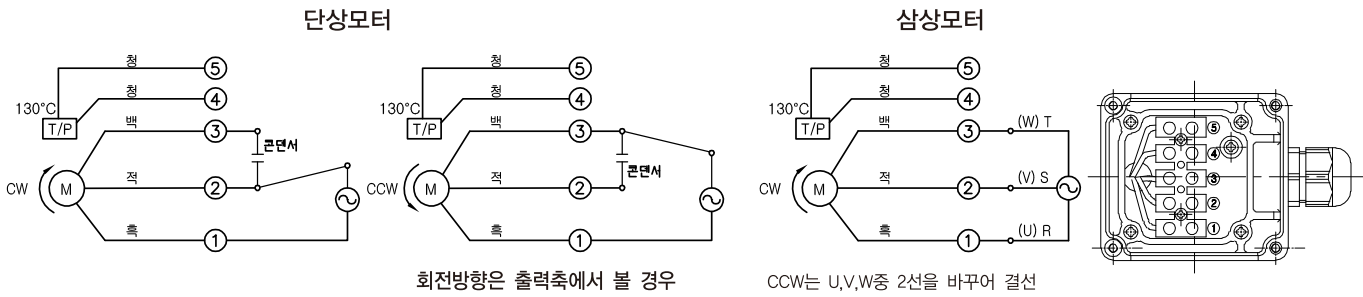 단상모터
삼상모터
청 ⑤
청 ④
130°C
T/P
백 ③
콘덴서
CW
M
적 ②
흑 ①
청 ⑤
청 ④
130°C
T/P
백 ③
콘덴서
CCW
M
적 ②
흑 ①
회전방향은 출력축에서 볼 경우
청 ⑤
청 ④
130°C
T/P
백 ③ (W) T
CW
M
적 ② (V) S
흑 ① (U) R
CCW는 U,V,W중 2선을 바꾸어 결선
⑤
④
③
②
①